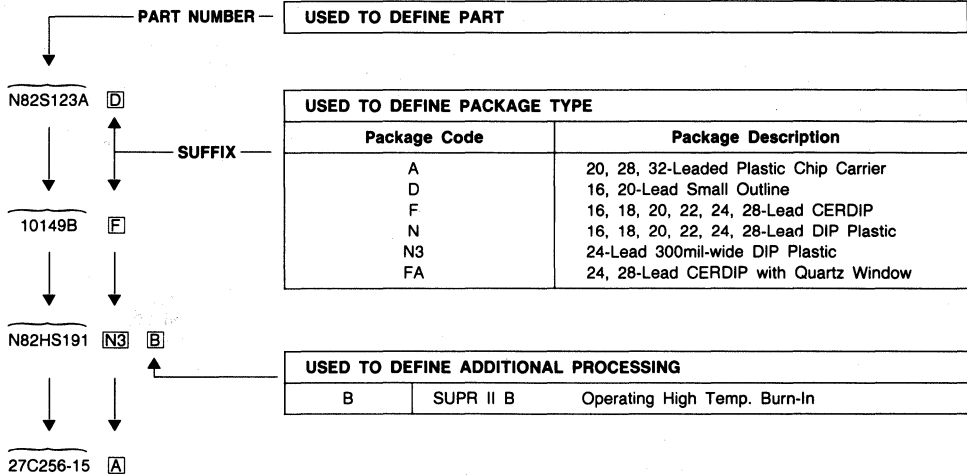 PART NUMBER
USED TO DEFINE PART
N82S123A D
USED TO DEFINE PACKAGE TYPE
Package Code Package Description
SUFFIX
A 20, 28, 32-Leaded Plastic Chip Carrier
D 16, 20-Lead Small Outline
F 16, 18, 20, 22, 24, 28-Lead CERDIP
N 16, 18, 20, 22, 24, 28-Lead DIP Plastic
N3 24-Lead 300mil-wide DIP Plastic
FA 24, 28-Lead CERDIP with Quartz Window
10149B F
N82HS191 N3 B
USED TO DEFINE ADDITIONAL PROCESSING
B SUPR II B Operating High Temp. Burn-In
27C256-15 A